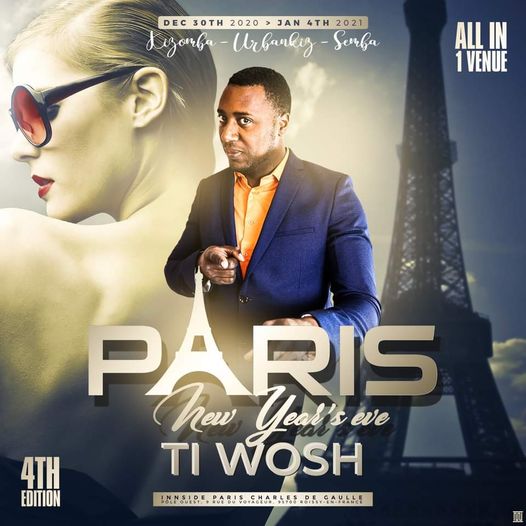 DEC 30TH 2020 > JAN 4TH 2021
Kizomba - Urbankiz - Semba
ALL IN
1 VENUE
PARIS
New Year's eve
TI WOSH
4TH
EDITION
INNSIDE PARIS CHARLES DE GAULLE
PÔLE OUEST, 9 RUE DU VOYAGEUR, 95700 ROISSY-EN-FRANCE